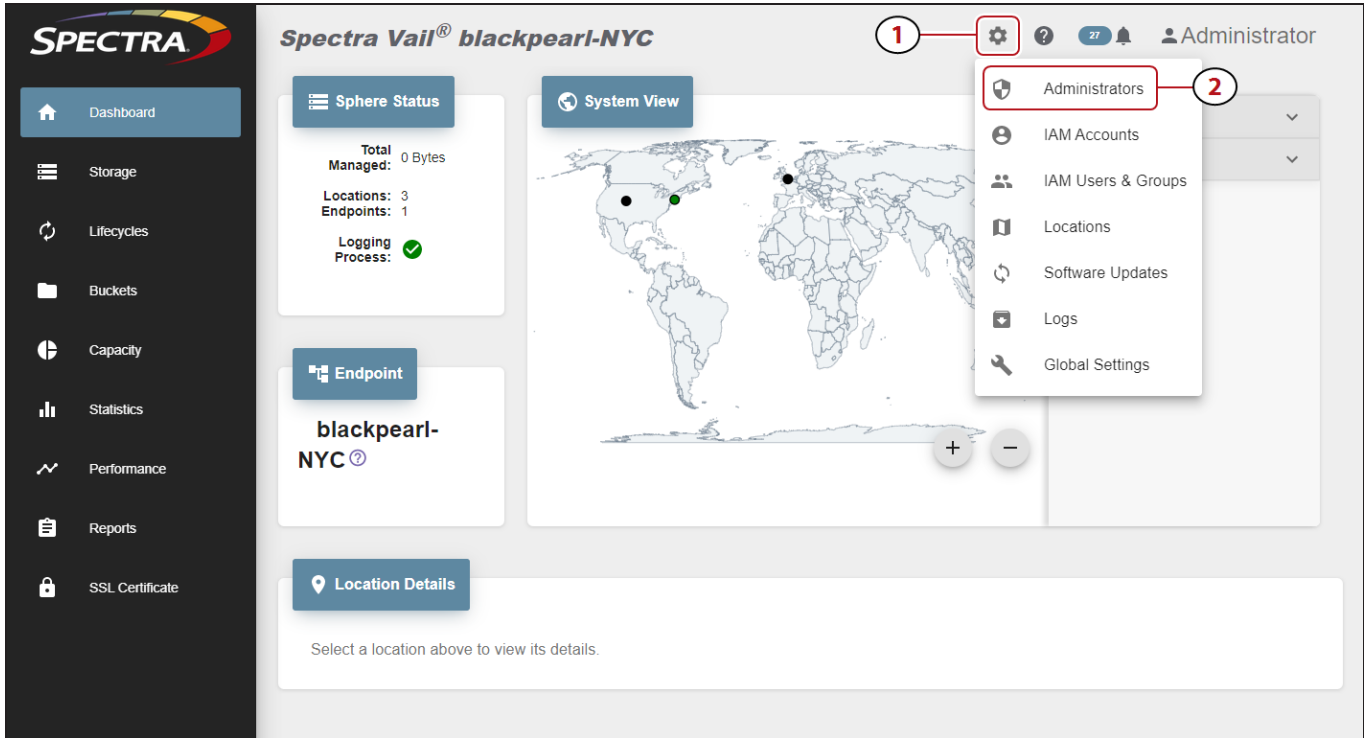 SPECTRA
Spectra Vail® blackpearl-NYC
1
27
Administrator
Dashboard
Storage
Lifecycles
Buckets
Capacity
Statistics
Performance
Reports
SSL Certificate
Sphere Status
Total Managed: 0 Bytes
Locations: 3
Endpoints: 1
Logging Process:
System View
Administrators
2
IAM Accounts
IAM Users & Groups
Locations
Software Updates
Logs
Global Settings
+ −
Endpoint
blackpearl-
NYC
Location Details
Select a location above to view its details.